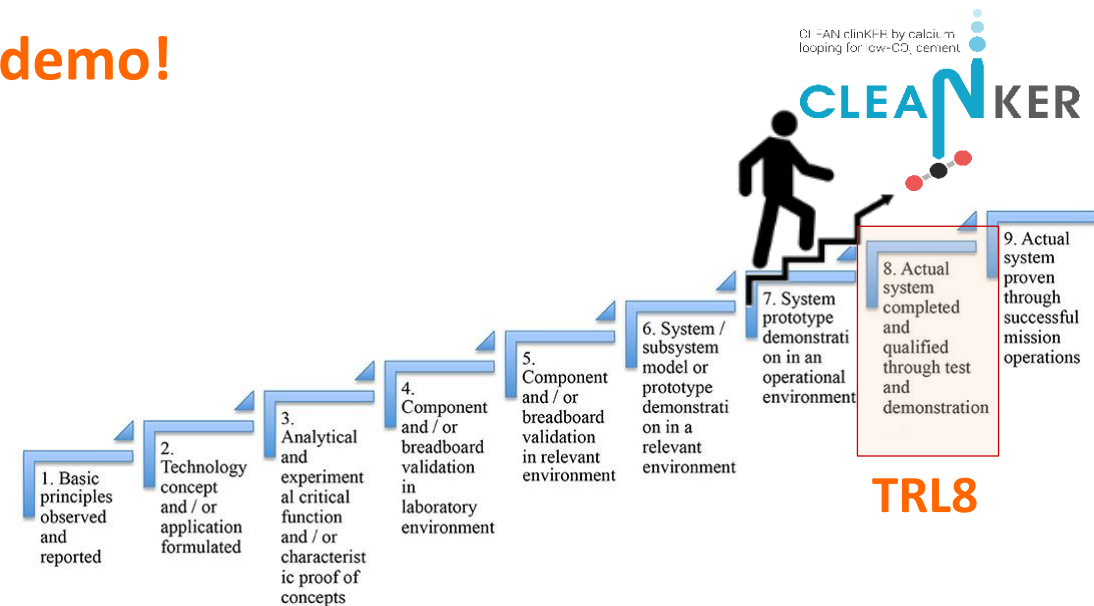 demo!
CLEAN clinKER by calcium
looping for low-CO₂ cement
CLEANKER
1. Basic
principles
observed
and
reported
2.
Technology
concept
and / or
application
formulated
3.
Analytical
and
experiment
al critical
function
and / or
characterist
ic proof of
concepts
4.
Component
and / or
breadboard
validation
in
laboratory
environment
5.
Component
and / or
breadboard
validation
in relevant
environment
6. System /
subsystem
model or
prototype
demonstrati
on in a
relevant
environment
7. System
prototype
demonstrati
on in an
operational
environment
8. Actual
system
completed
and
qualified
through test
and
demonstration
9. Actual
system
proven
through
successful
mission
operations
TRL8